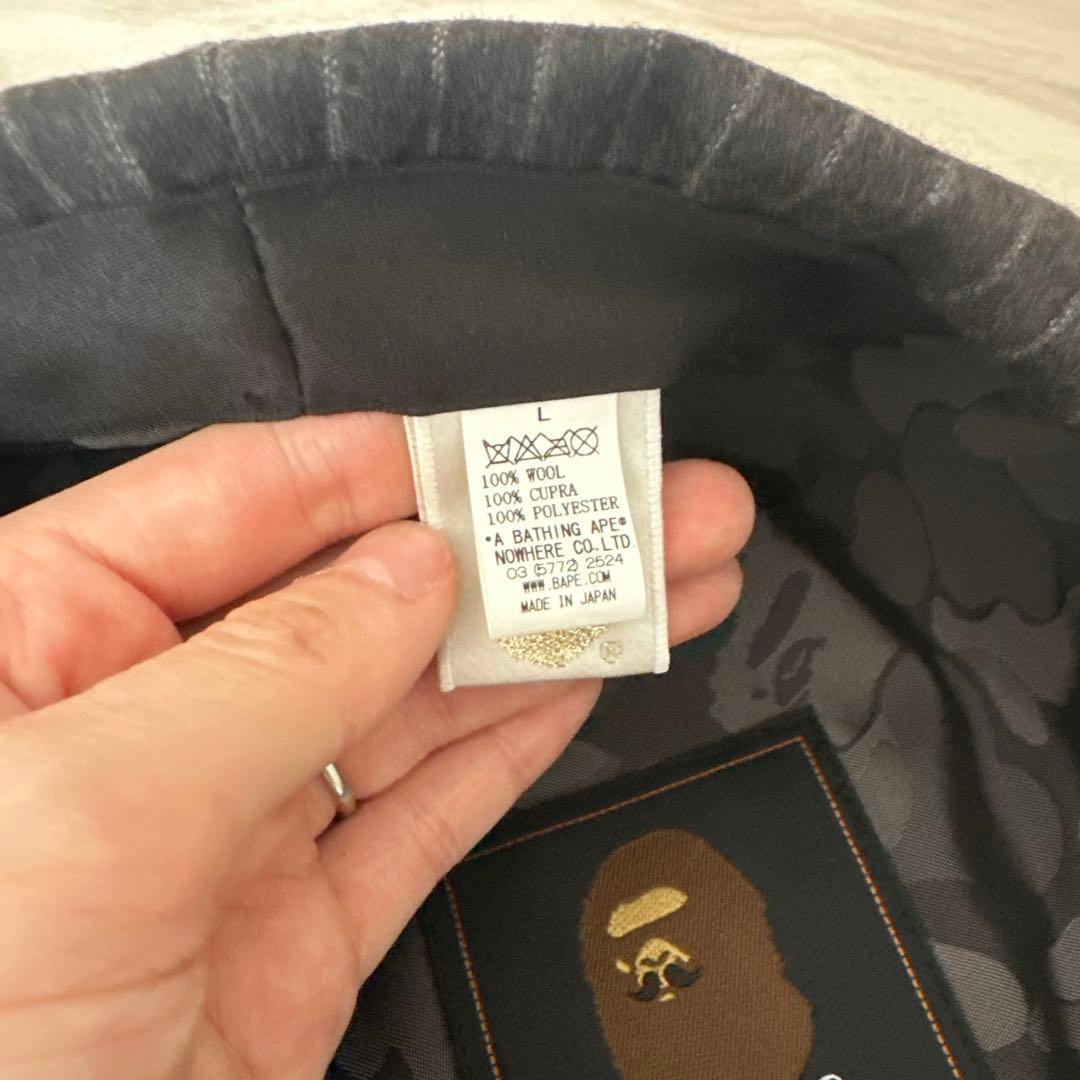 L
100% WOOL
100% CUPRA
100% POLYESTER
*A BATHING APE®
NOWHERE CO.,LTD.
03 (5772) 2524
WWW.BAPE.COM
MADE IN JAPAN
®